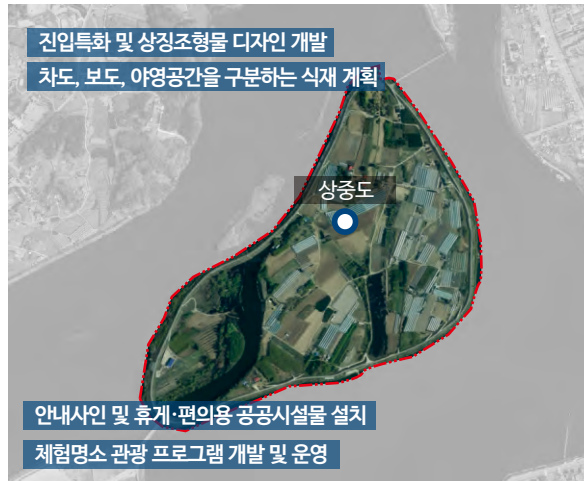 진입특화 및 상징조형물 디자인 개발
차도, 보도, 야영공간을 구분하는 식재 계획
상중도
안내사인 및 휴게·편의용 공공시설물 설치
체험명소 관광 프로그램 개발 및 운영